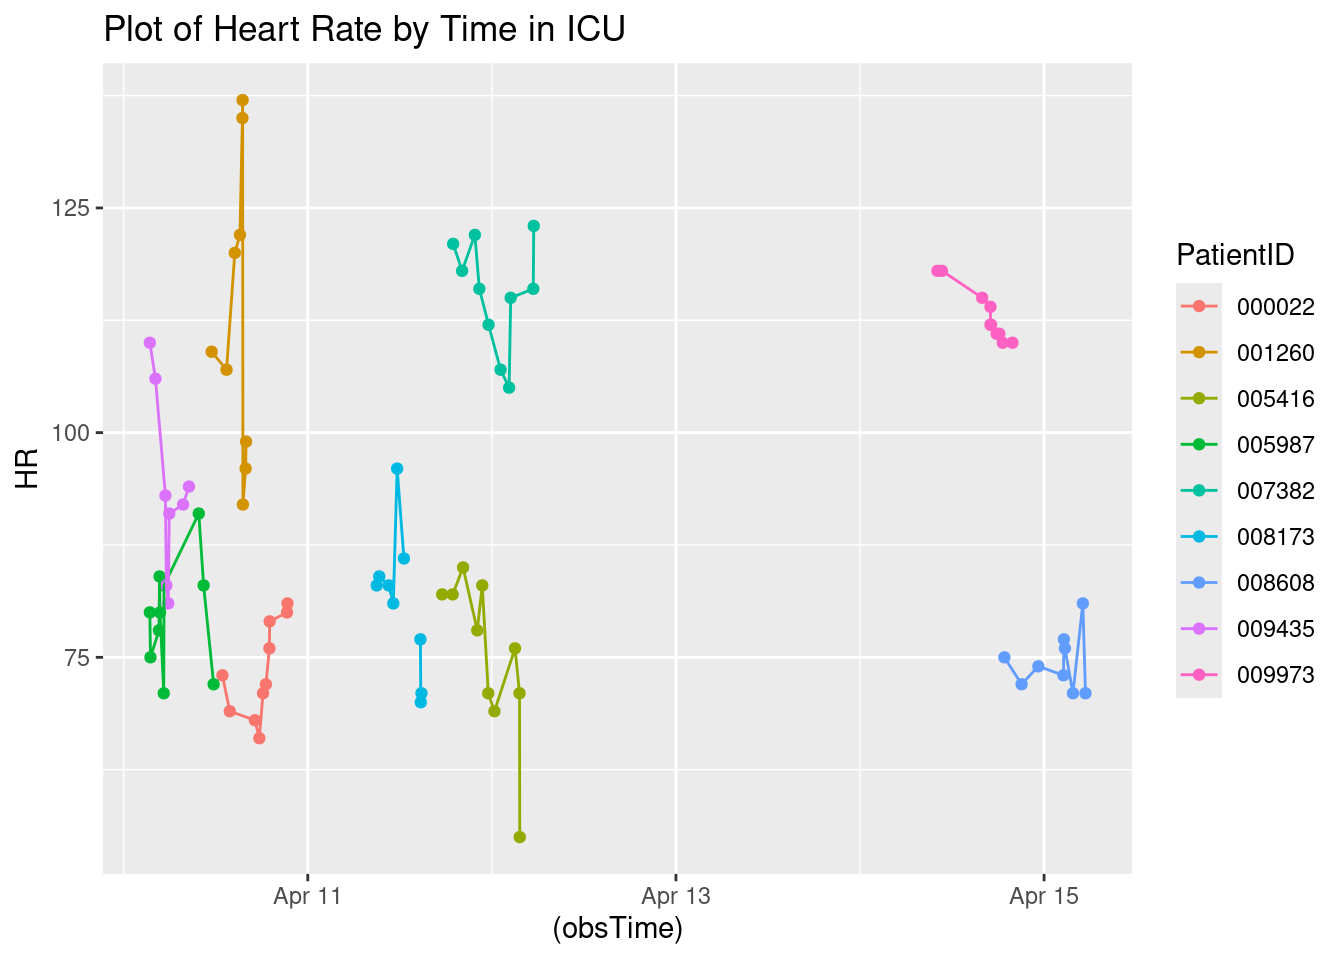 Plot of Heart Rate by Time in ICU
HR
125
100
75
Apr 11
Apr 13
Apr 15
(obsTime)
PatientID
000022
001260
005416
005987
007382
008173
008608
009435
009973